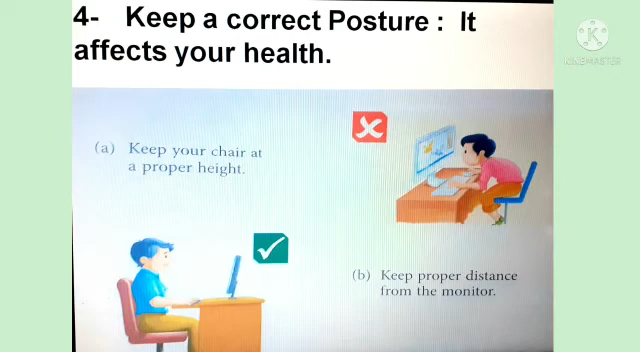 4- Keep a correct Posture : It
affects your health.
KINEMASTER
(a) Keep your chair at
a proper height.
(b) Keep proper distance
from the monitor.